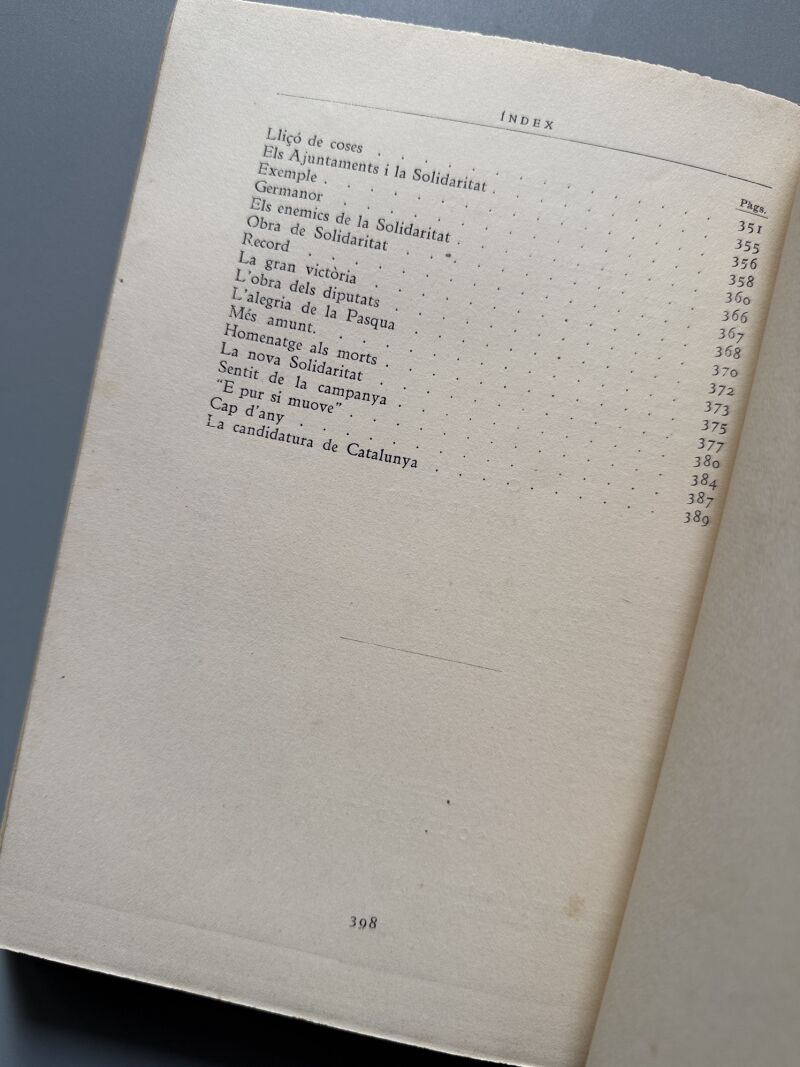 ÍNDEX
Pàgs.
Lliçó de coses . . . . . . . . . . 351
Els Ajuntaments i la Solidaritat . . . . . . . 355
Exemple . . . . . . . . . . . 356
Germanor . . . . . . . . . . . 358
Els enemics de la Solidaritat . . . . . . . . 360
Obra de Solidaritat . . . . . . . . . 366
Record . . . . . . . . . . . 367
La gran victòria . . . . . . . . . . 368
L'obra dels diputats . . . . . . . . . 370
L'alegria de la Pasqua . . . . . . . . . 372
Més amunt. . . . . . . . . . . 373
Homenatge als morts . . . . . . . . . 375
La nova Solidaritat . . . . . . . . . 377
Sentit de la campanya . . . . . . . . . 380
"E pur si muove" . . . . . . . . . . 384
Cap d'any . . . . . . . . . . . 387
La candidatura de Catalunya . . . . . . . . 389
398